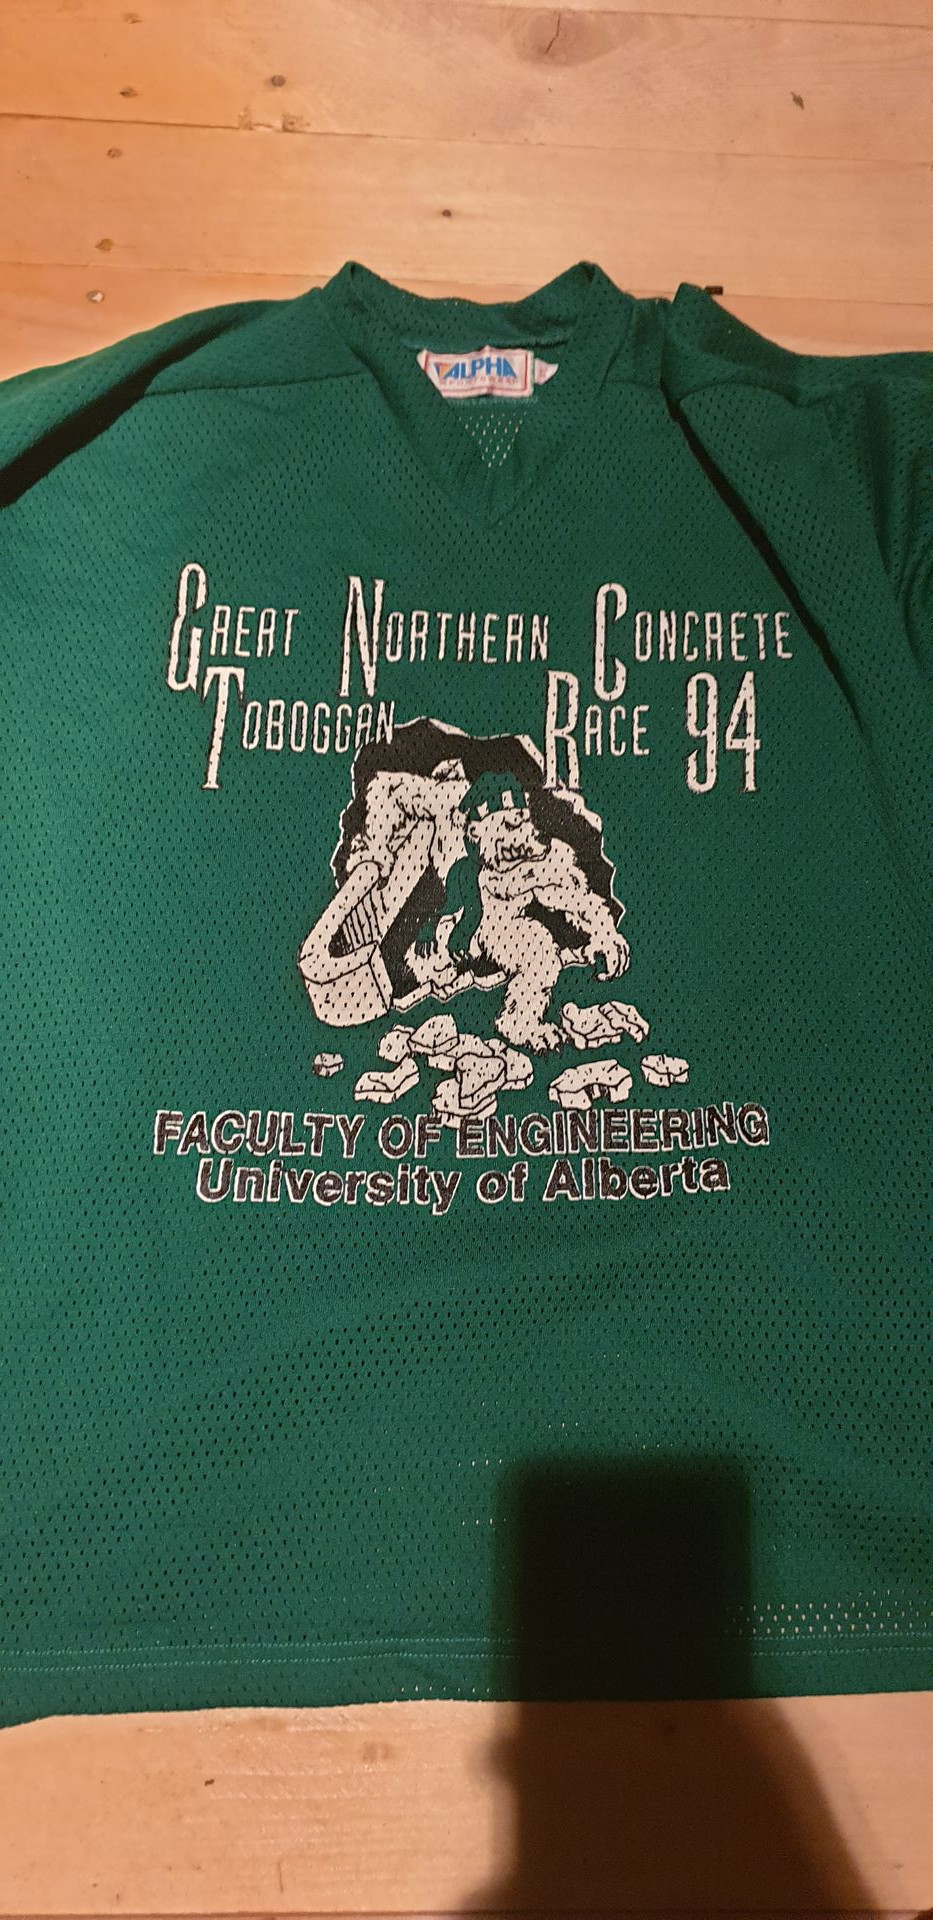 ALPHA
GREAT NORTHERN CONCRETE
TOBOGGAN RACE 94
FACULTY OF ENGINEERING
University of Alberta